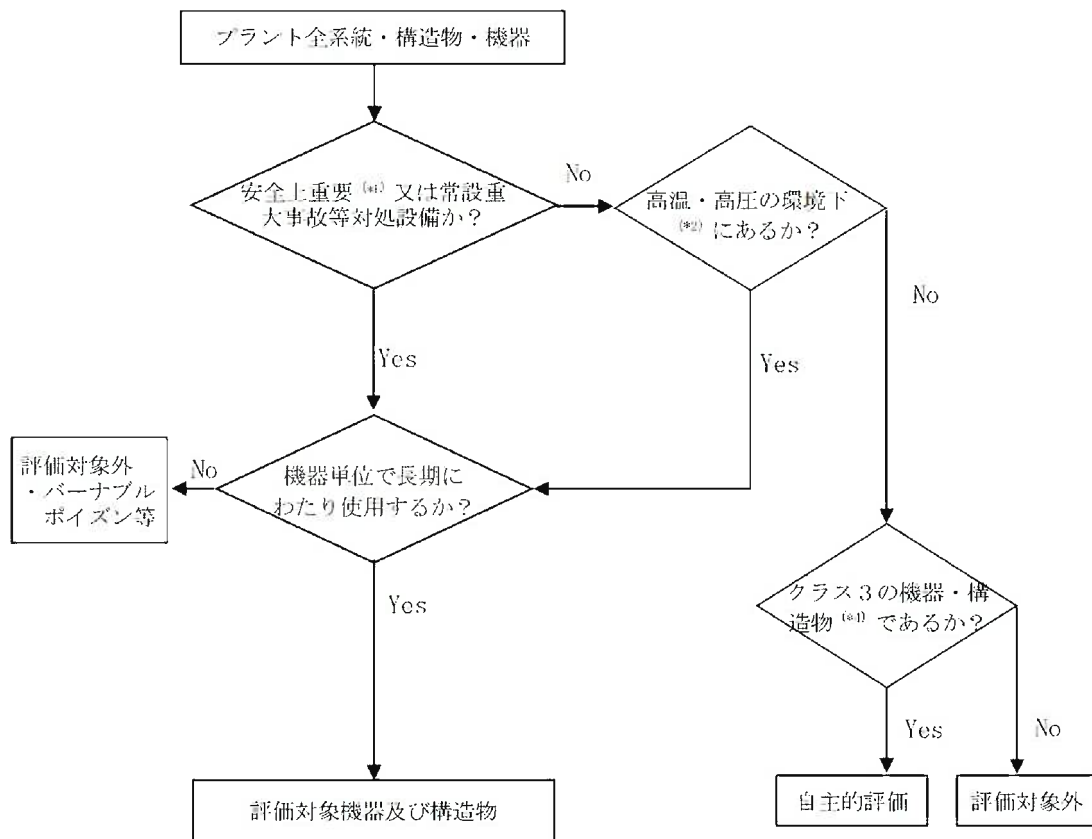 プラント全系統・構造物・機器
安全上重要(*1)又は常設重
大事故等対処設備か？
No
高温・高圧の環境下
(*2)にあるか？
No
Yes
Yes
評価対象外
・バーナブル
ポイズン等
No
機器単位で長期に
わたり使用するか？
Yes
クラス３の機器・構
造物(*4)であるか？
Yes
No
評価対象機器及び構造物
自主的評価
評価対象外